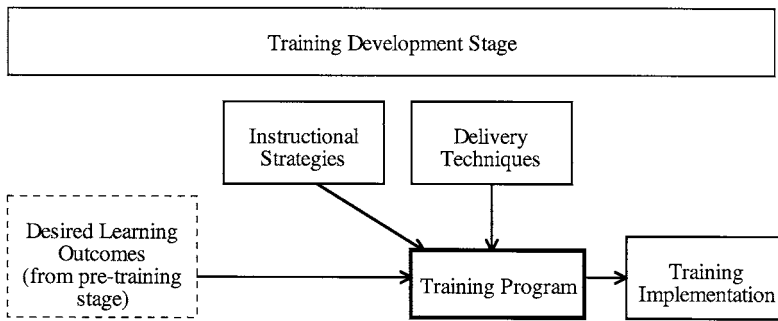 Training Development Stage
Instructional
Strategies
Delivery
Techniques
Desired Learning
Outcomes
(from pre-training
stage)
Training Program
Training
Implementation